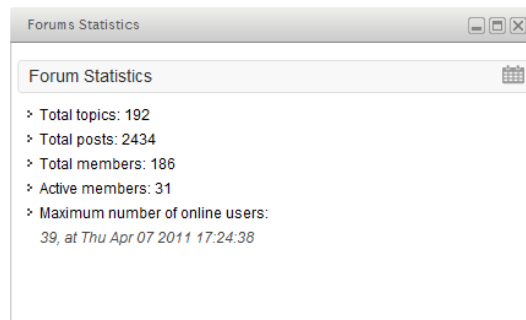 Forums Statistics
Forum Statistics
Total topics: 192
Total posts: 2434
Total members: 186
Active members: 31
Maximum number of online users:
39, at Thu Apr 07 2011 17:24:38